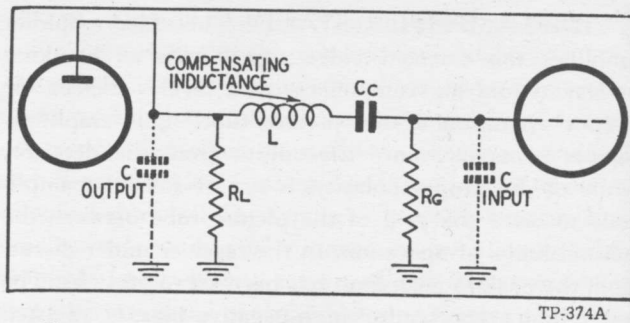 COMPENSATING
INDUCTANCE
L
Cc
C
OUTPUT
RL
RG
C
INPUT
TP-374A